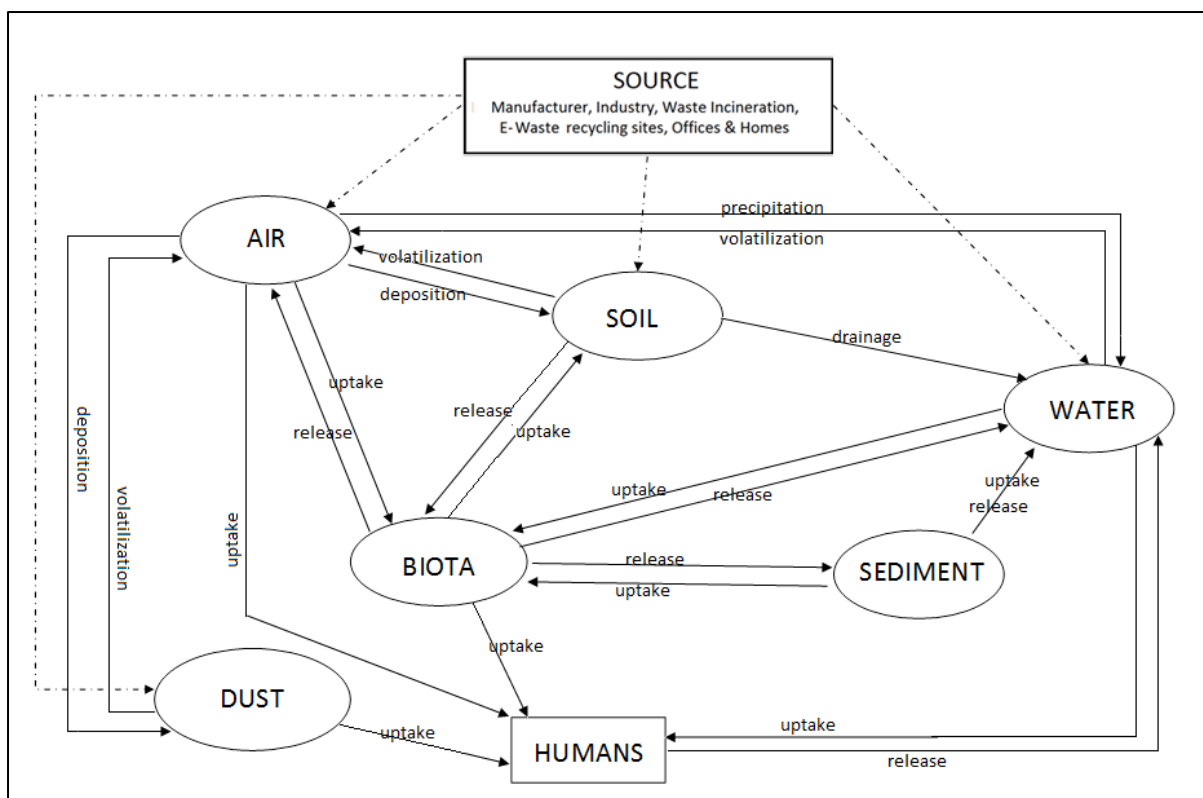 SOURCE
Manufacturer, Industry, Waste Incineration,
E-Waste recycling sites, Offices & Homes
precipitation
AIR
volatilization
volatilization
deposition
SOIL
drainage
uptake
release
WATER
release
uptake
deposition
uptake
uptake
release
release
volatilization
uptake
release
BIOTA
SEDIMENT
uptake
uptake
DUST
uptake
uptake
HUMANS
release